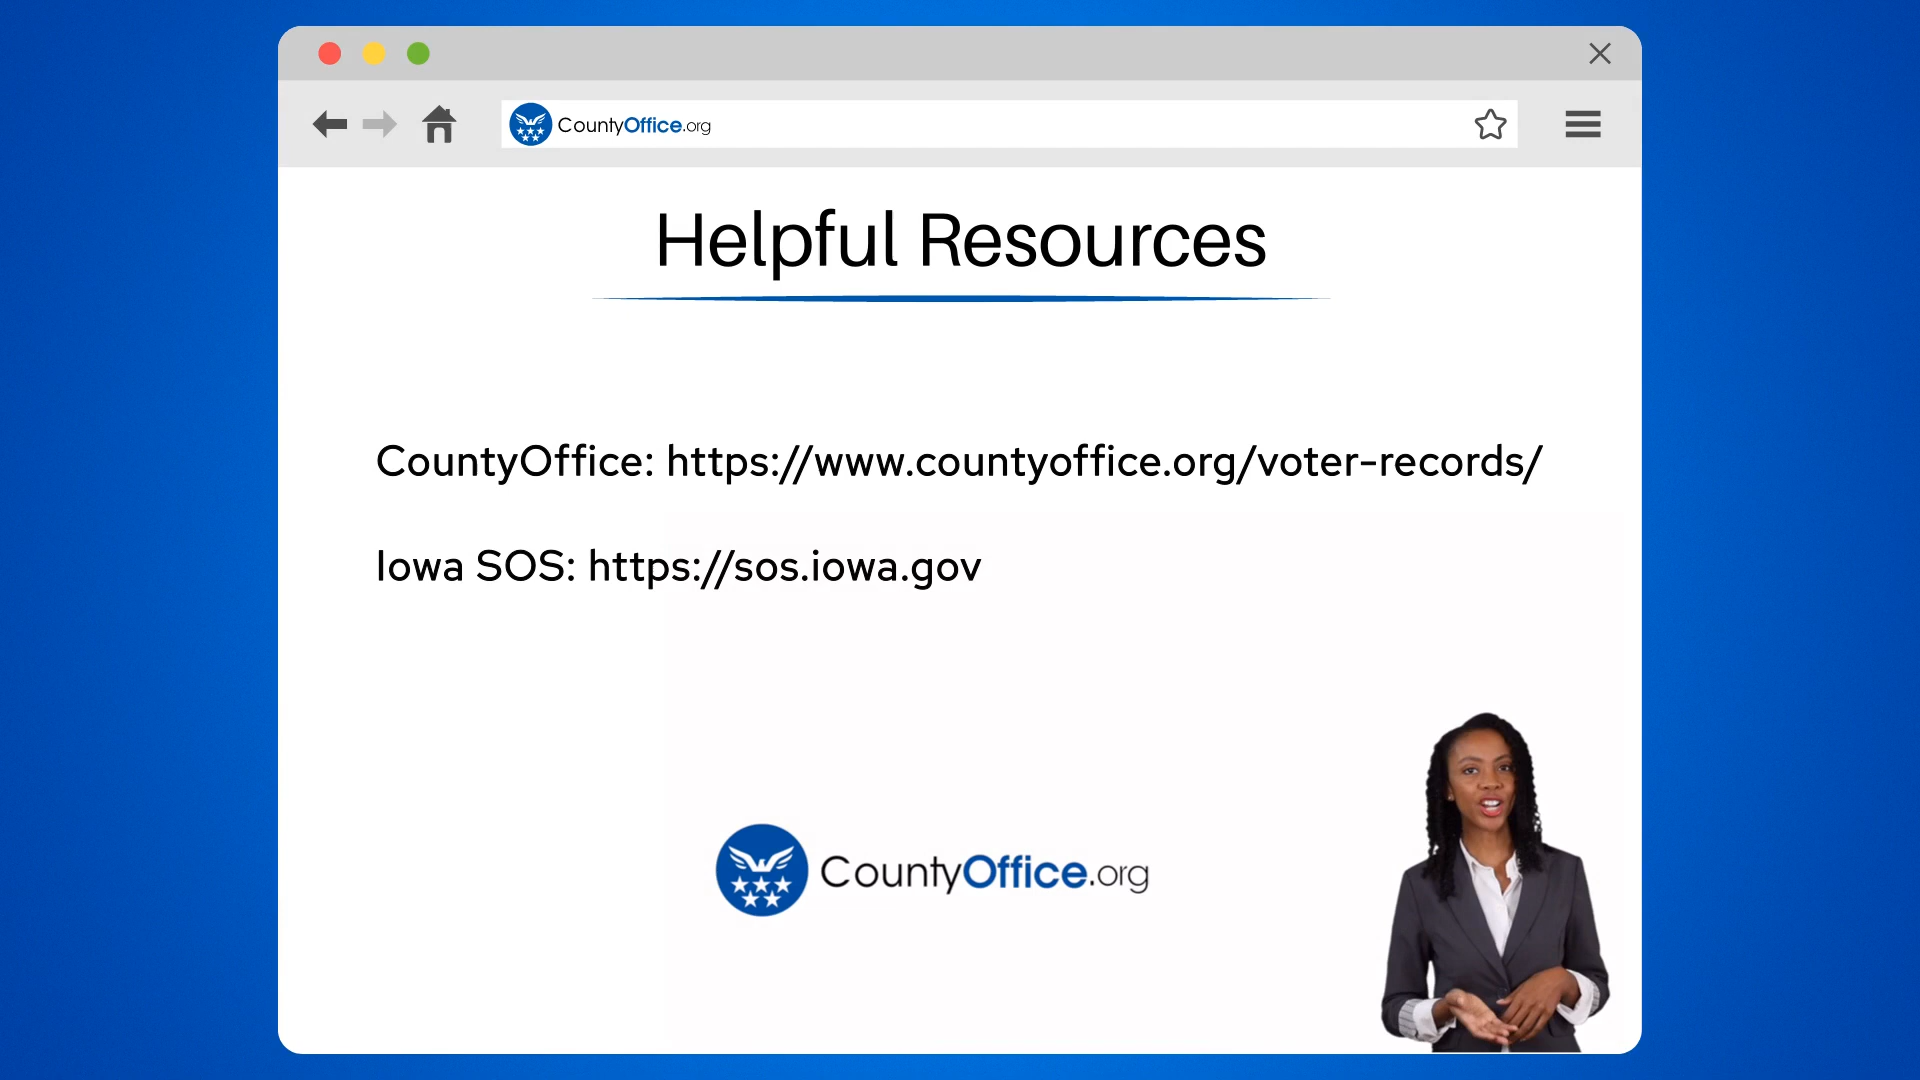 CountyOffice.org
Helpful Resources
CountyOffice: https://www.countyoffice.org/voter-records/
Iowa SOS: https://sos.iowa.gov
CountyOffice.org